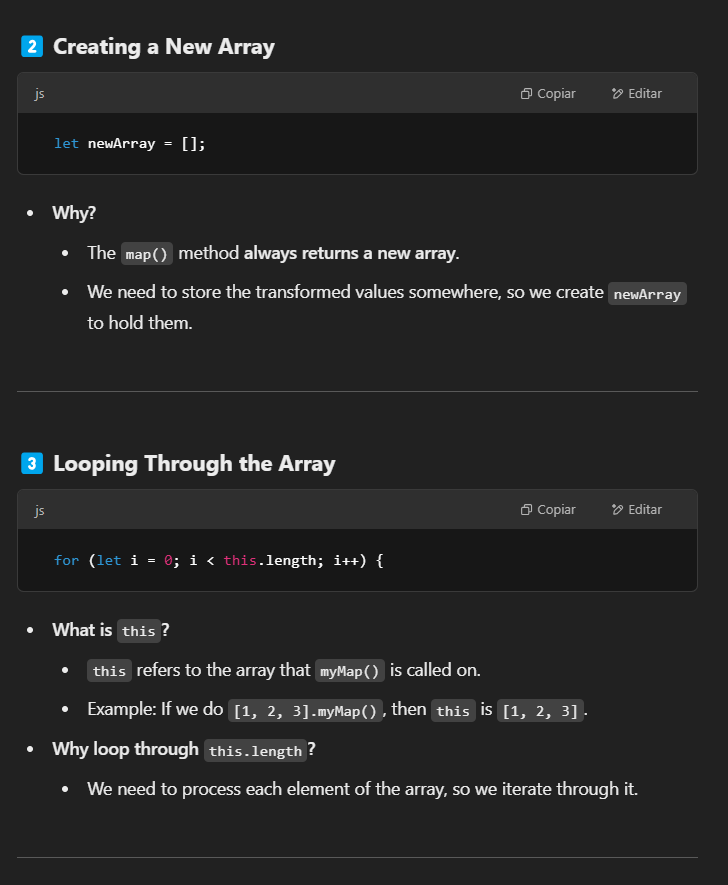 2 Creating a New Array
js Copiar Editar
let newArray = [];
Why?
The map() method always returns a new array.
We need to store the transformed values somewhere, so we create newArray
to hold them.
3 Looping Through the Array
js Copiar Editar
for (let i = 0; i < this.length; i++) {
What is this?
this refers to the array that myMap() is called on.
Example: If we do [1, 2, 3].myMap(), then this is [1, 2, 3].
Why loop through this.length?
We need to process each element of the array, so we iterate through it.